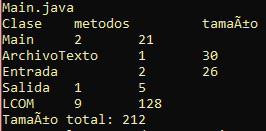 Main.java
Clase metodos tamaÃ±o
Main 2 21
ArchivoTexto 1 30
Entrada 2 26
Salida 1 5
LCOM 9 128
TamaÃ±o total: 212